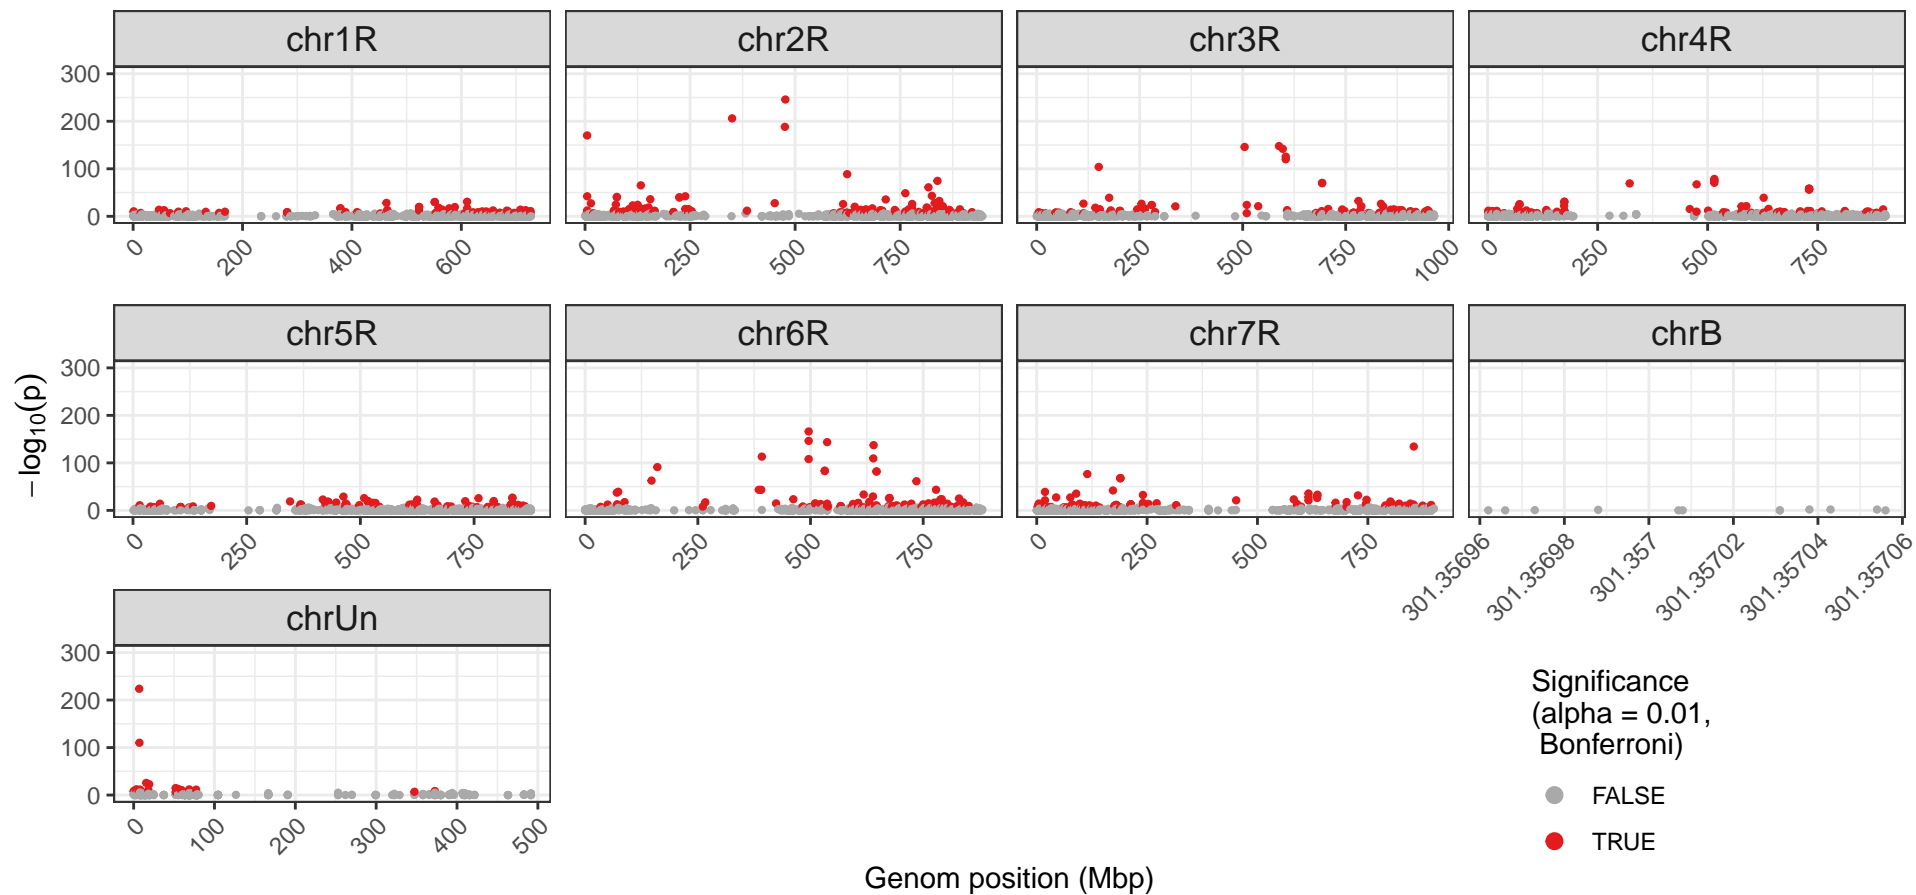 chr1R chr2R chr3R chr4R
300
200
100
0
0 200 400 600
0 250 500 750
0 250 500 750 1000
0 250 500 750
chr5R chr6R chr7R chrB
300
200
100
0
0 250 500 750
0 250 500 750
0 250 500 750
301.35696 301.35698 301.357 301.35702 301.35704 301.35706
−log₁₀(p)
chrUn
300
200
100
0
0 100 200 300 400 500
Genom position (Mbp)
Significance
(alpha = 0.01,
Bonferroni)
FALSE
TRUE